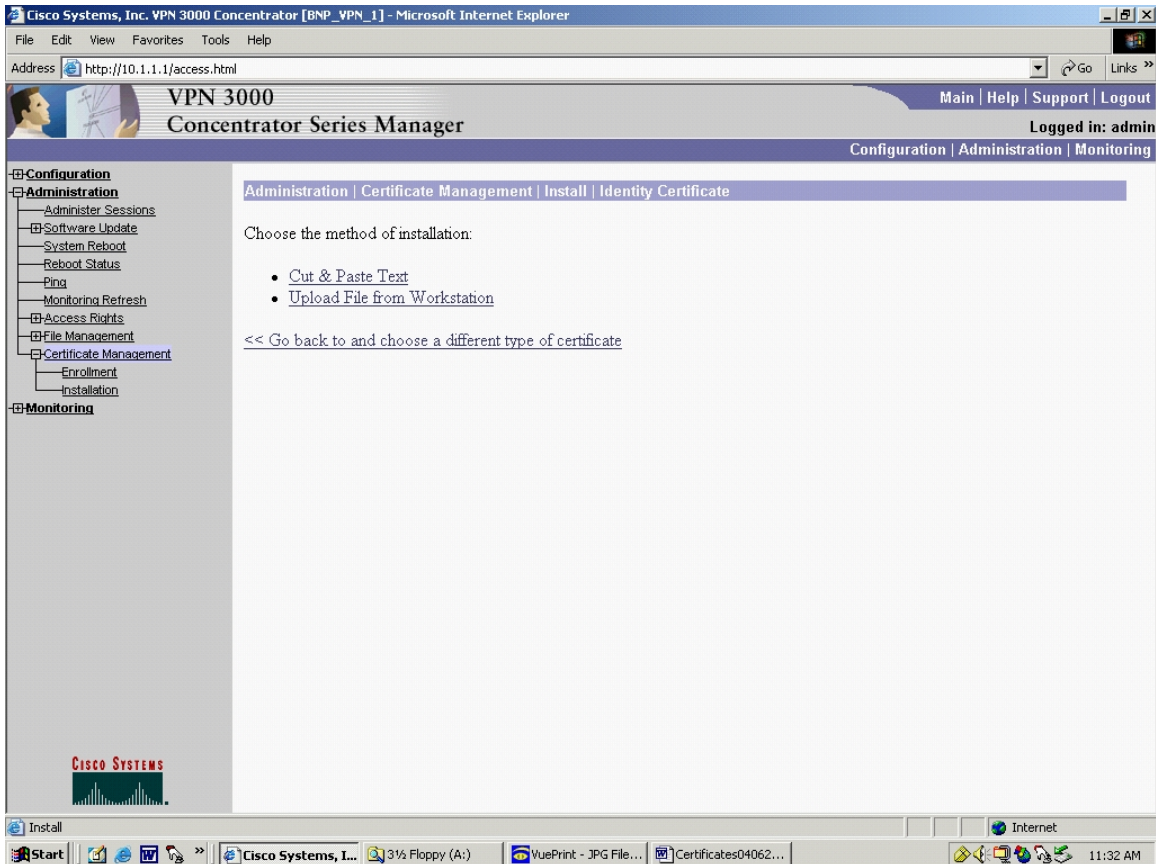 Cisco Systems, Inc. VPN 3000 Concentrator [BNP_VPN_1] - Microsoft Internet Explorer
File Edit View Favorites Tools Help
Address http://10.1.1.1/access.html Go Links »
VPN 3000
Concentrator Series Manager
Main | Help | Support | Logout
Logged in: admin
Configuration | Administration | Monitoring
Configuration
Administration
Administer Sessions
Software Update
System Reboot
Reboot Status
Ping
Monitoring Refresh
Access Rights
File Management
Certificate Management
Enrollment
Installation
Monitoring
Administration | Certificate Management | Install | Identity Certificate
Choose the method of installation:
• Cut & Paste Text
• Upload File from Workstation
<< Go back to and choose a different type of certificate
CISCO SYSTEMS
Install Internet
Start » Cisco Systems, I... 3½ Floppy (A:) VuePrint - JPG File... Certificates04062... 11:32 AM